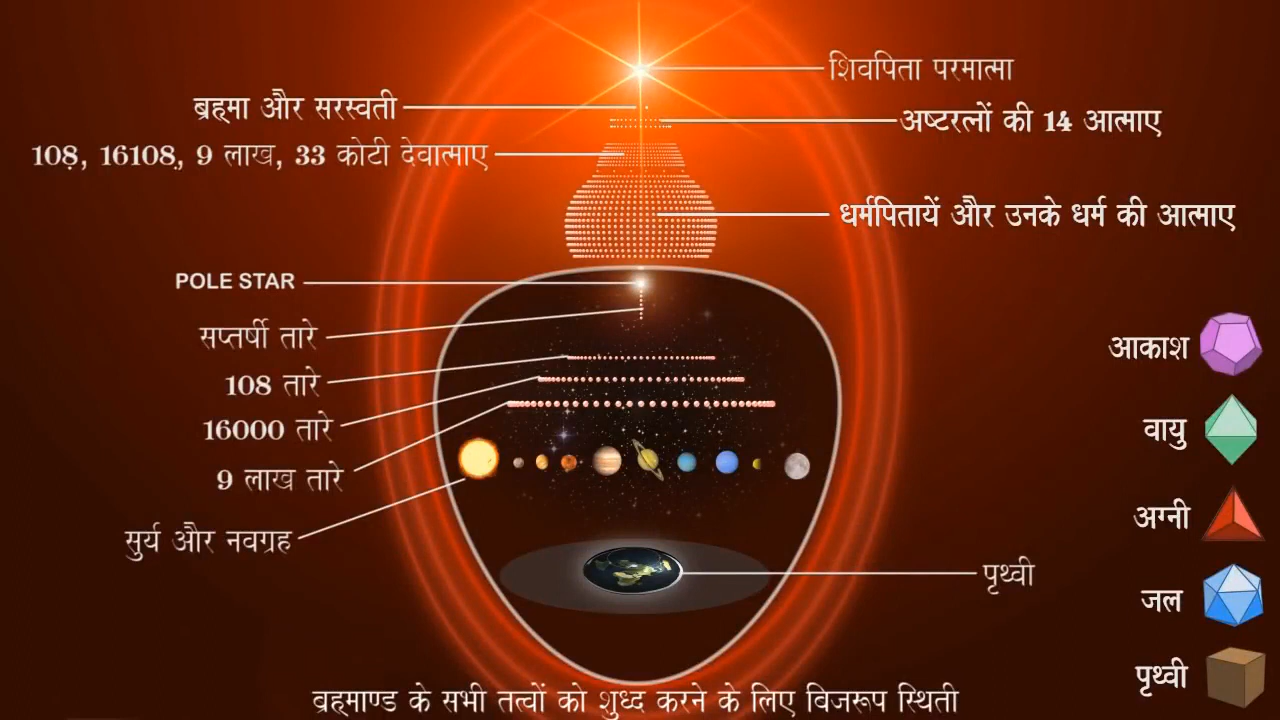 शिवपिता परमात्मा
ब्रह्मा और सरस्वती
अष्टरत्नों की 14 आत्माए
108, 16108, 9 लाख, 33 कोटी देवात्माए
धर्मपितायें और उनके धर्म की आत्माए
POLE STAR
सप्तर्षी तारे
108 तारे
16000 तारे
9 लाख तारे
सुर्य और नवग्रह
पृथ्वी
आकाश
वायु
अग्नी
जल
पृथ्वी
ब्रह्माण्ड के सभी तत्वों को शुध्द करने के लिए बिजरूप स्थिती